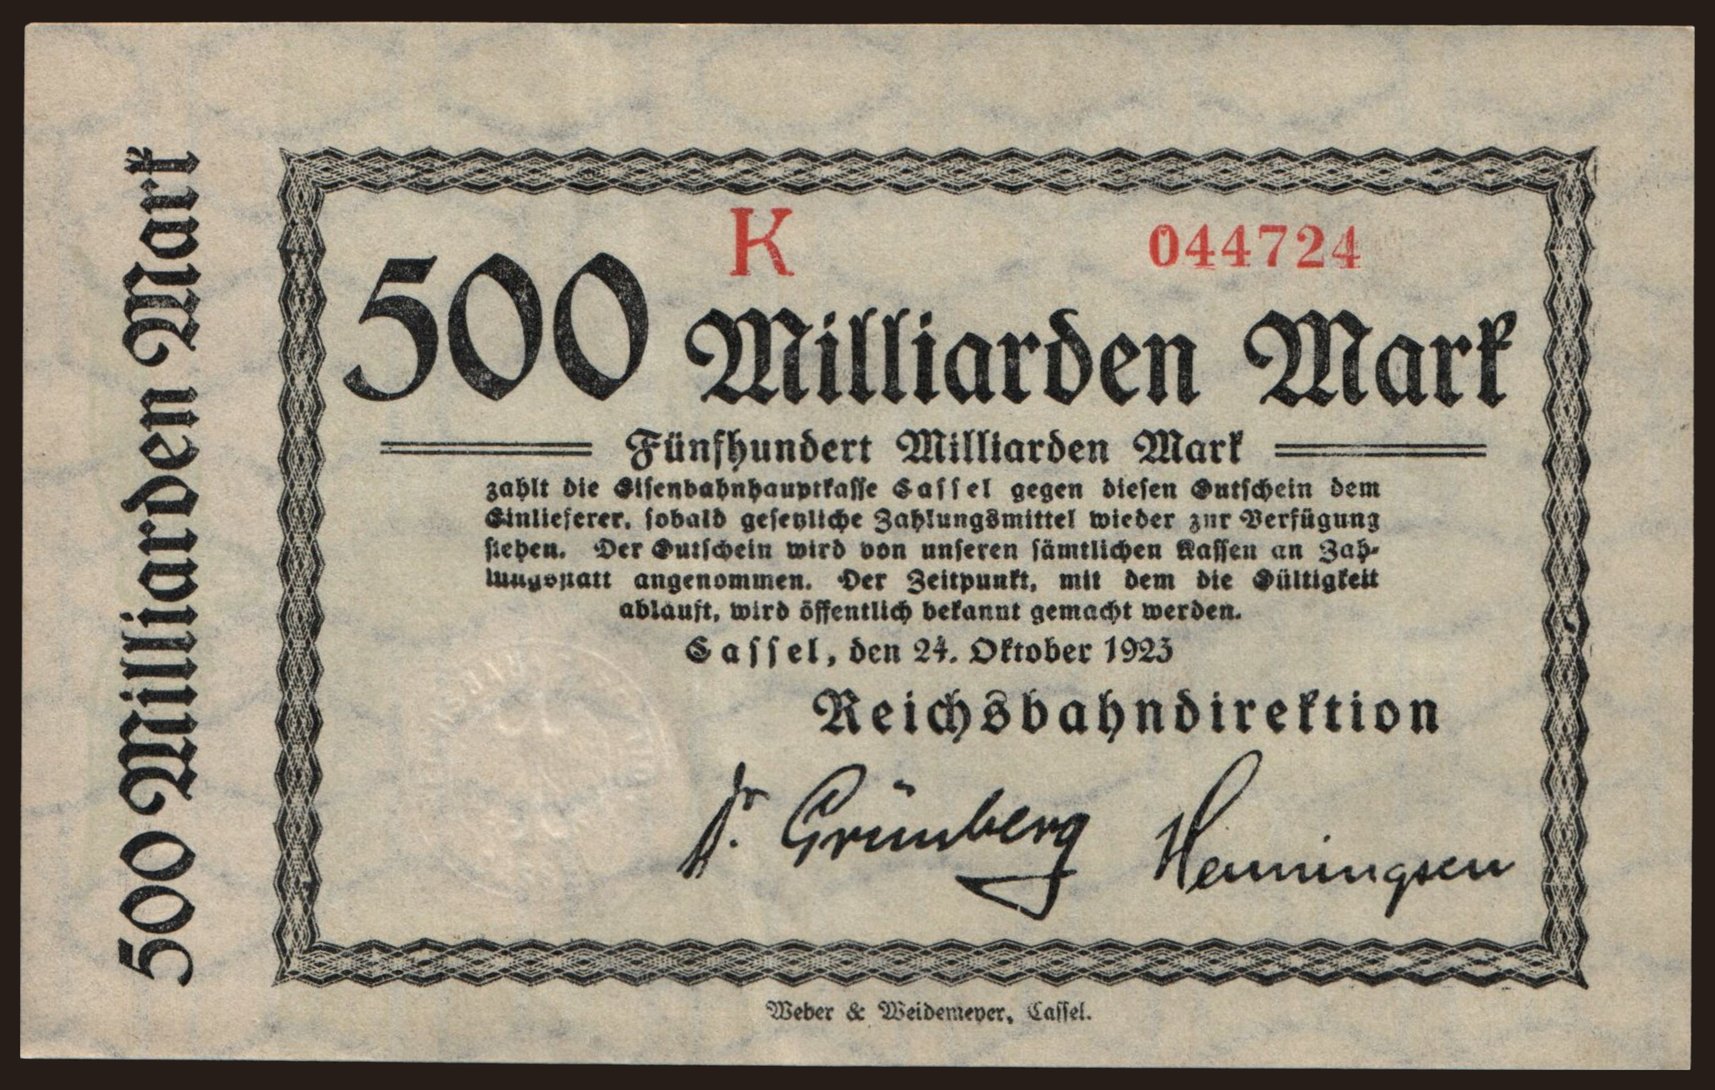 500 Milliarden Mark
K
044724
500 Milliarden Mark
Fünfhundert Milliarden Mark
zahlt die Eisenbahnhauptkasse Cassel gegen diesen Gutschein dem
Einlieferer, sobald gesetzliche Zahlungsmittel wieder zur Verfügung
stehen. Der Gutschein wird von unseren sämtlichen Kassen an Zah-
lungsstatt angenommen. Der Zeitpunkt, mit dem die Gültigkeit
abläuft, wird öffentlich bekannt gemacht werden.
Cassel, den 24. Oktober 1923
Reichsbahndirektion
Dr. Grünberg Henningsen
Weber & Weidemeyer, Cassel.